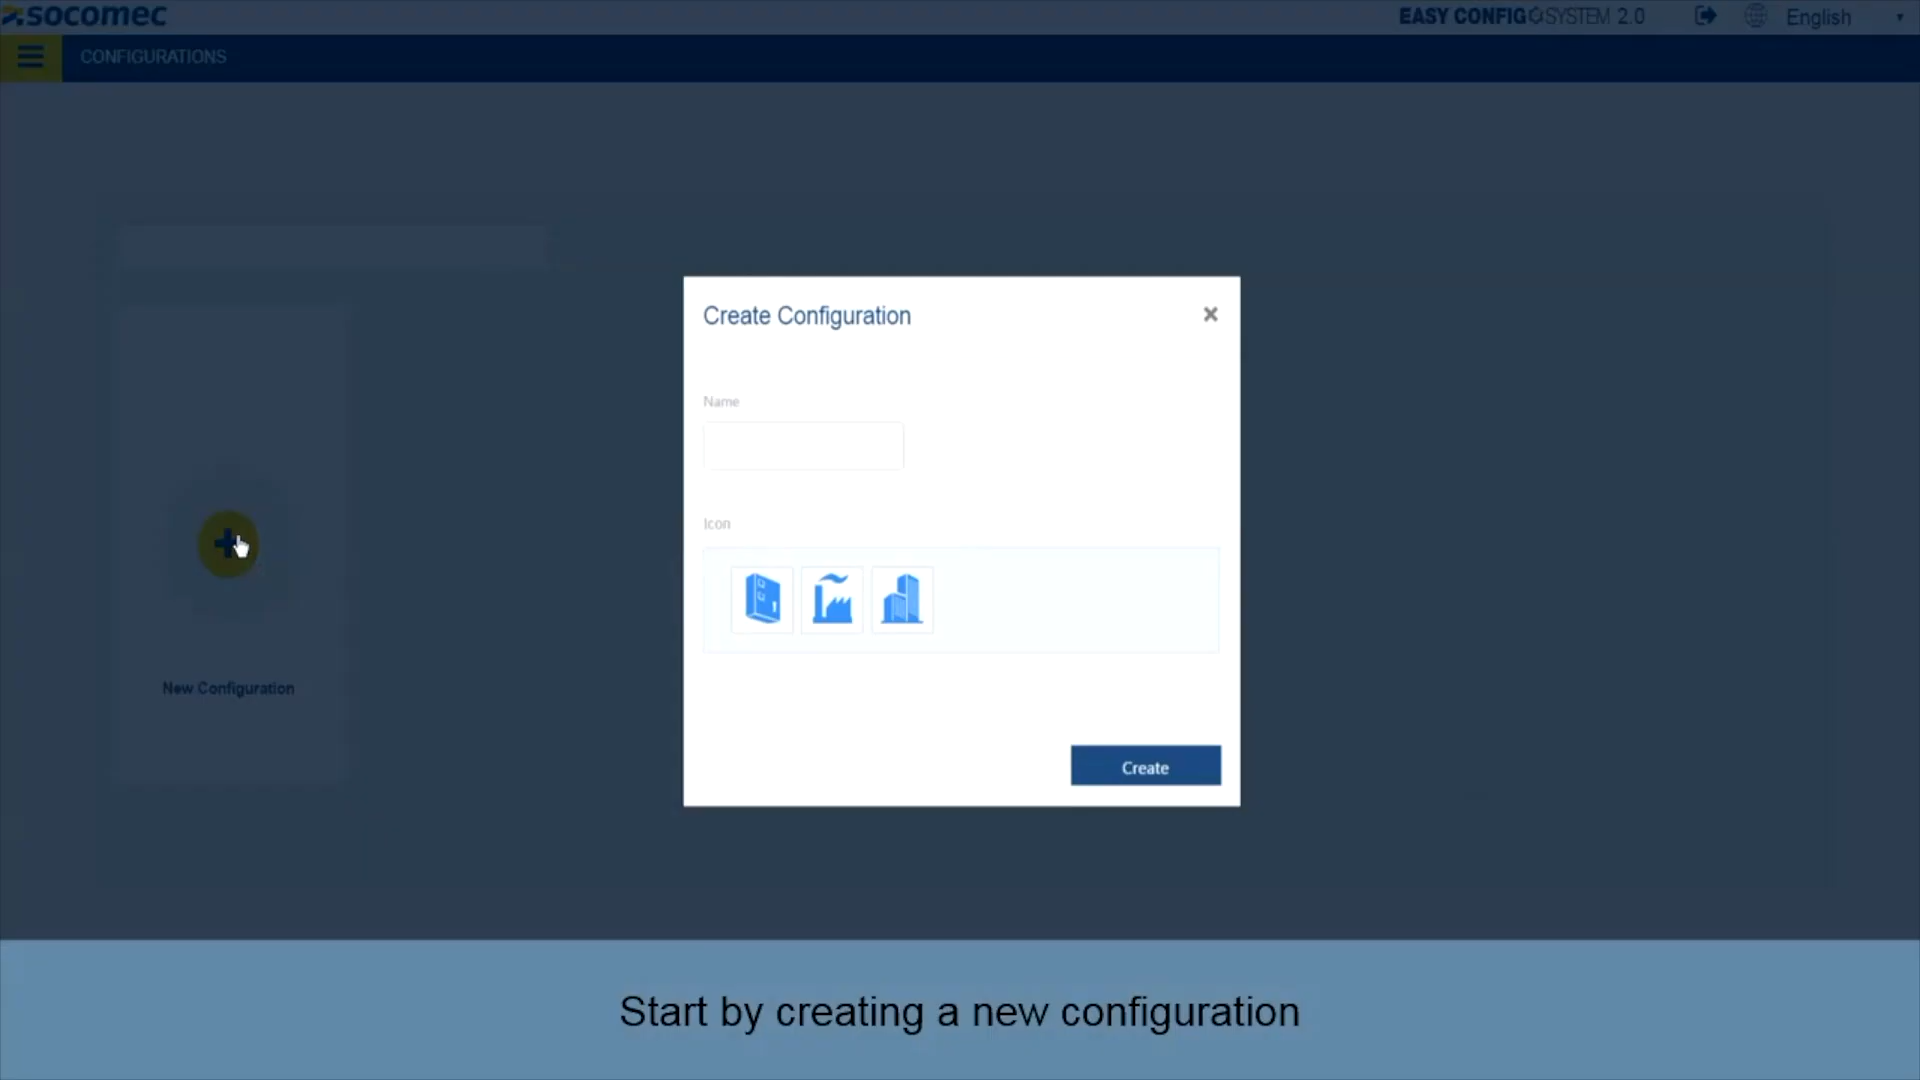 socomec
EASY CONFIG SYSTEM 2.0
English
CONFIGURATIONS
Create Configuration
Name
Icon
New Configuration
Create
Start by creating a new configuration